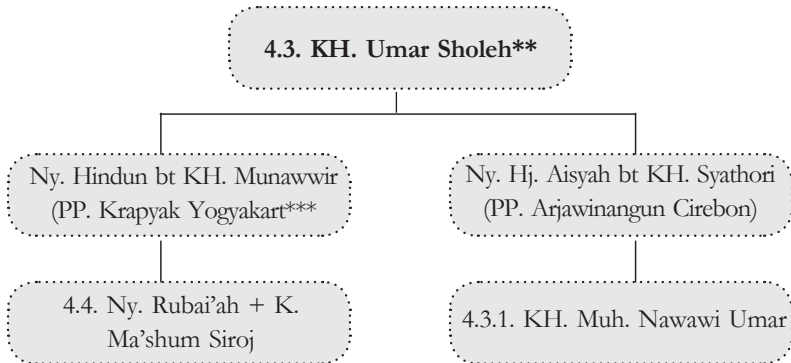 4.3. KH. Umar Sholeh**
Ny. Hindun bt KH. Munawwir
(PP. Krapyak Yogyakart***
Ny. Hj. Aisyah bt KH. Syathori
(PP. Arjawinangun Cirebon)
4.4. Ny. Rubai'ah + K.
Ma'shum Siroj
4.3.1. KH. Muh. Nawawi Umar